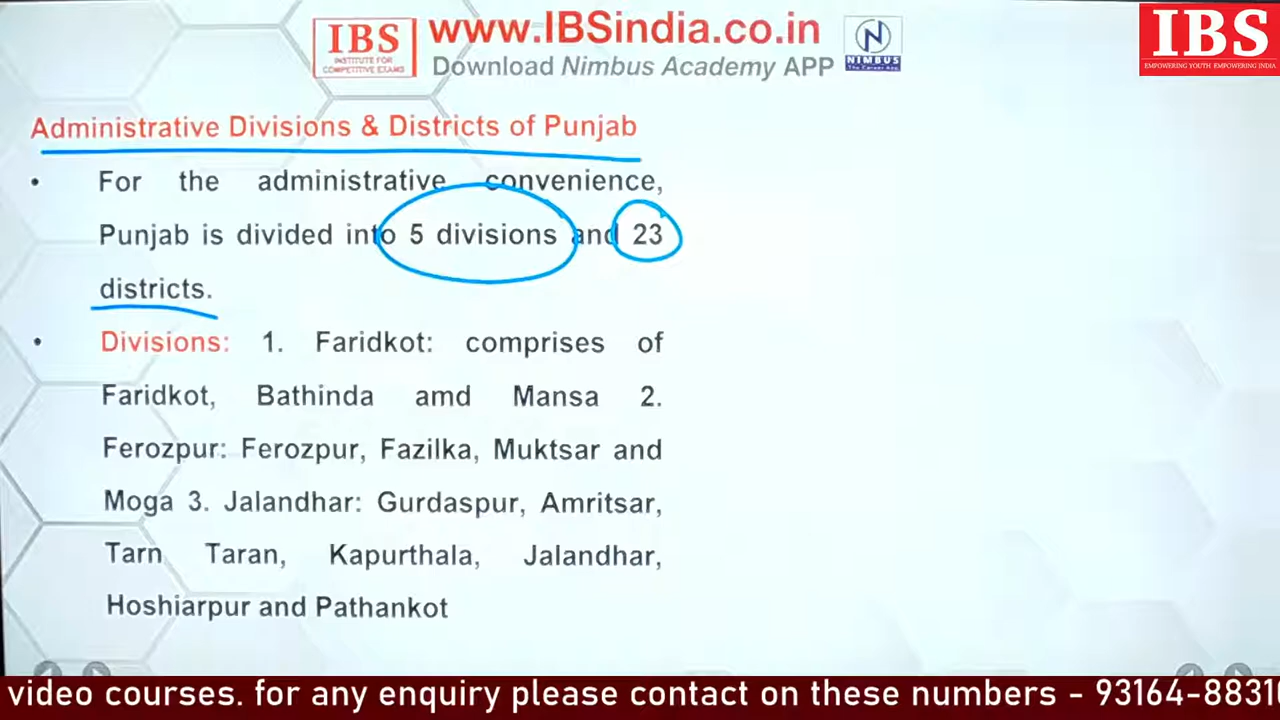 IBS
INSTITUTE FOR
COMPETITIVE EXAMS
www.IBSindia.co.in
Download Nimbus Academy APP
N
NIMBUS
The Career App
IBS
EMPOWERING YOUTH EMPOWERING INDIA
Administrative Divisions & Districts of Punjab
• For the administrative convenience,
Punjab is divided into 5 divisions and 23
districts.
• Divisions: 1. Faridkot: comprises of
Faridkot, Bathinda amd Mansa 2.
Ferozpur: Ferozpur, Fazilka, Muktsar and
Moga 3. Jalandhar: Gurdaspur, Amritsar,
Tarn Taran, Kapurthala, Jalandhar,
Hoshiarpur and Pathankot
video courses. for any enquiry please contact on these numbers - 93164-8831